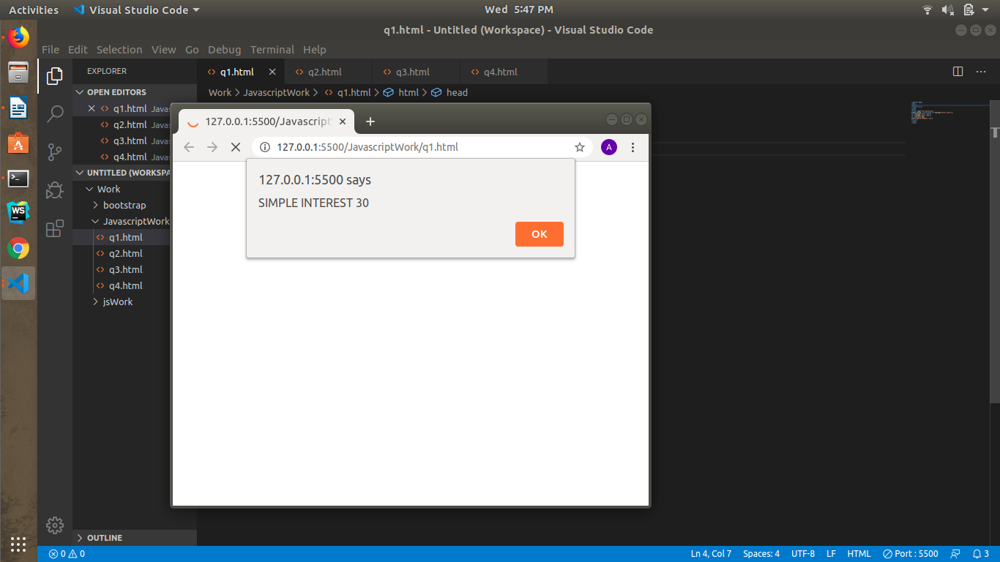 Activities Visual Studio Code Wed 5:47 PM
q1.html - Untitled (Workspace) - Visual Studio Code
File Edit Selection View Go Debug Terminal Help
EXPLORER q1.html q2.html q3.html q4.html
OPEN EDITORS Work JavascriptWork q1.html html head
q1.html Javas
q2.html Javas
q3.html Javas
q4.html Javas
UNTITLED (WORKSPA
Work
bootstrap
JavascriptWork
q1.html
q2.html
q3.html
q4.html
jsWork
OUTLINE
127.0.0.1:5500/Javascript
127.0.0.1:5500/JavascriptWork/q1.html A
127.0.0.1:5500 says
SIMPLE INTEREST 30
OK
WS
0 0 Ln 4, Col 7 Spaces: 4 UTF-8 LF HTML Port : 5500 3